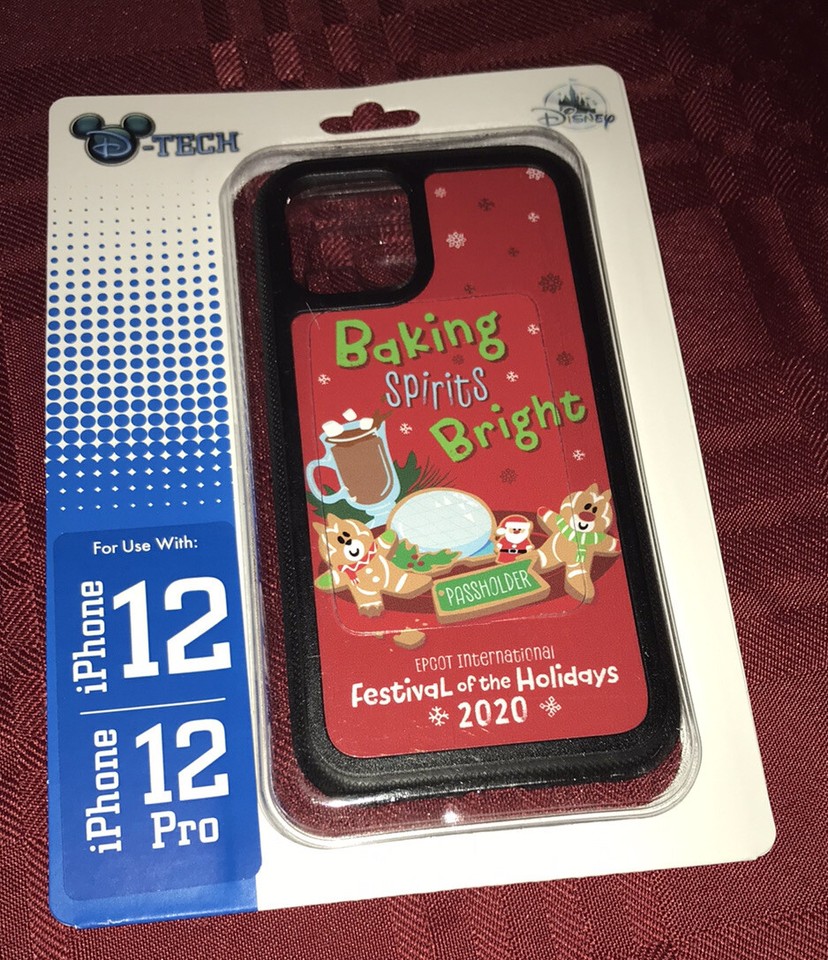 D-TECH
Disney
Baking
Spirits
Bright
PASSHOLDER
EPCOT International
Festival of the Holidays
2020
For Use With:
iPhone 12
iPhone 12 Pro